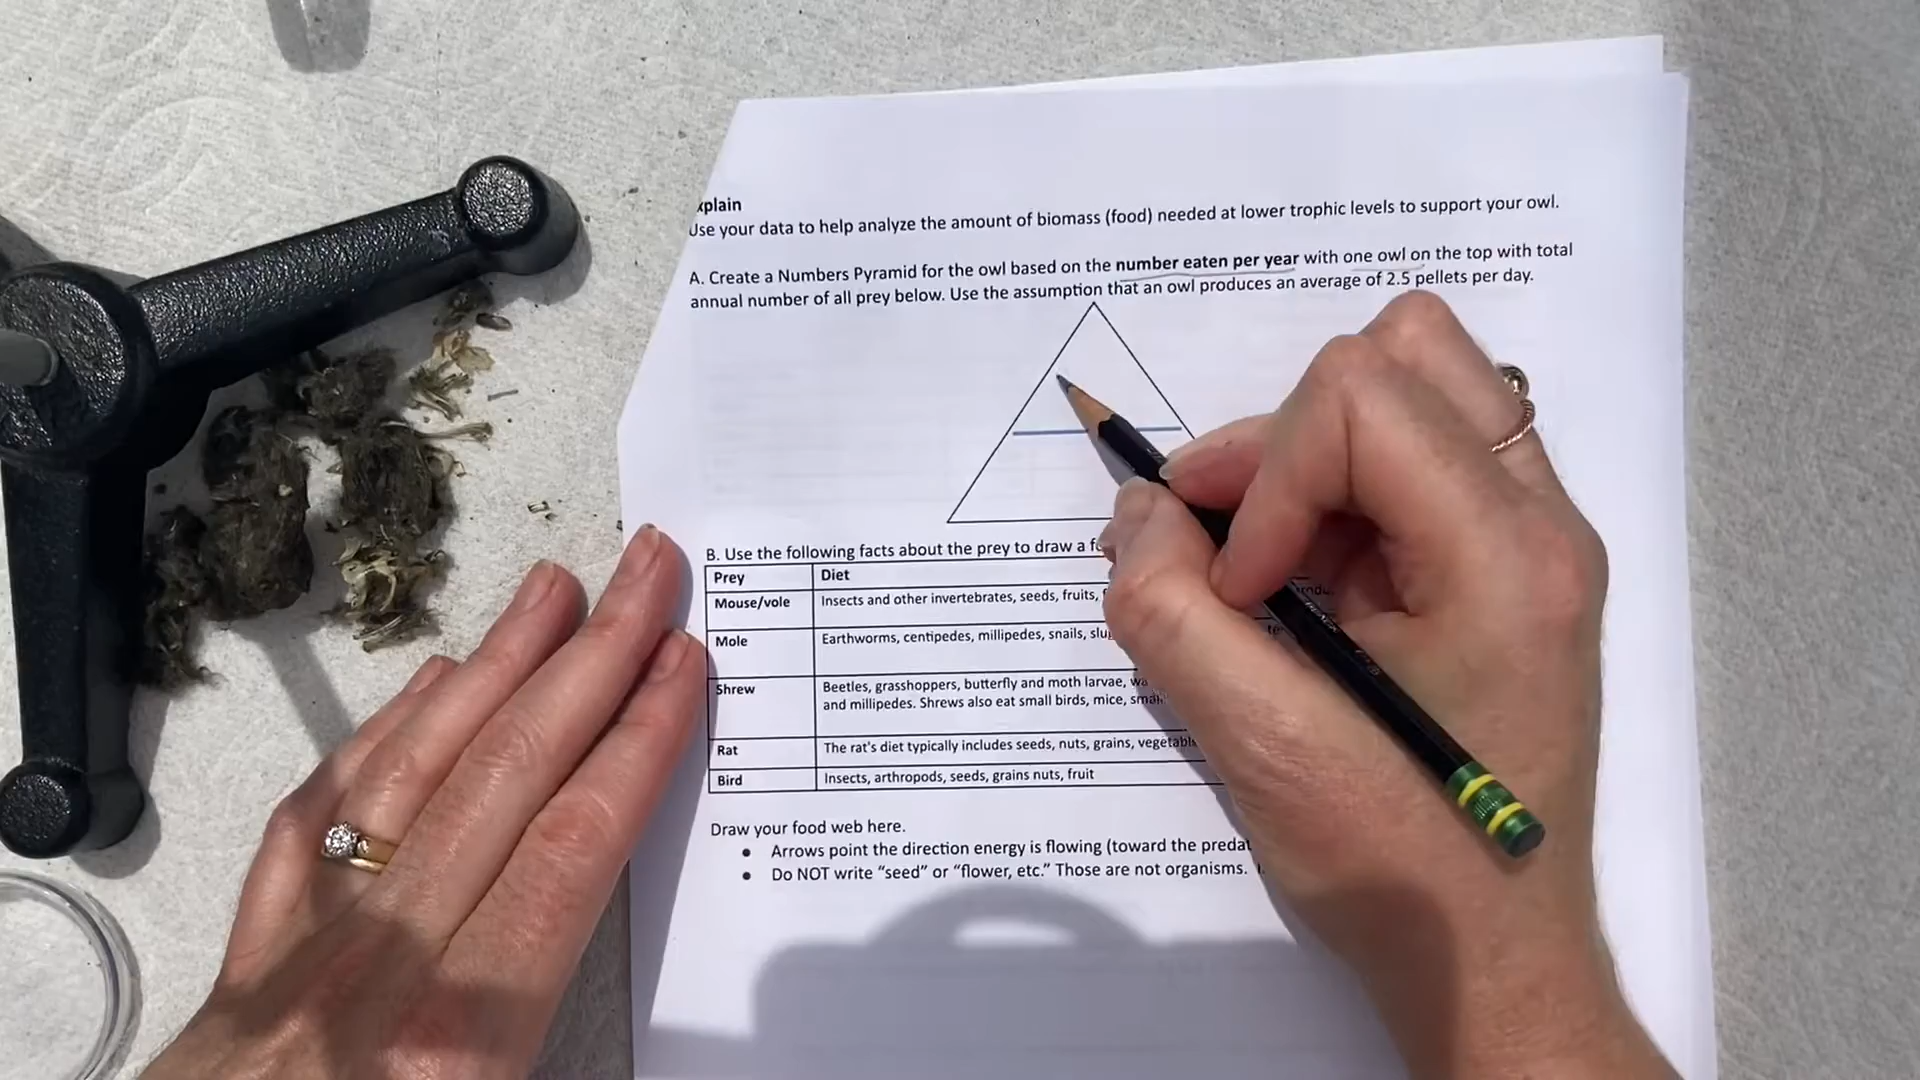 xplain
Use your data to help analyze the amount of biomass (food) needed at lower trophic levels to support your owl.
A. Create a Numbers Pyramid for the owl based on the number eaten per year with one owl on the top with total
annual number of all prey below. Use the assumption that an owl produces an average of 2.5 pellets per day.
B. Use the following facts about the prey to draw a
Prey Diet
Mouse/vole Insects and other invertebrates, seeds, fruits,
Mole Earthworms, centipedes, millipedes, snails,
Shrew Beetles, grasshoppers, butterfly and moth larvae,
and millipedes. Shrews also eat small birds, mice,
Rat The rat's diet typically includes seeds, nuts, grains,
Bird Insects, arthropods, seeds, grains nuts, fruit
Draw your food web here.
• Arrows point the direction energy is flowing (toward the
• Do NOT write “seed” or “flower, etc.” Those are not organisms.